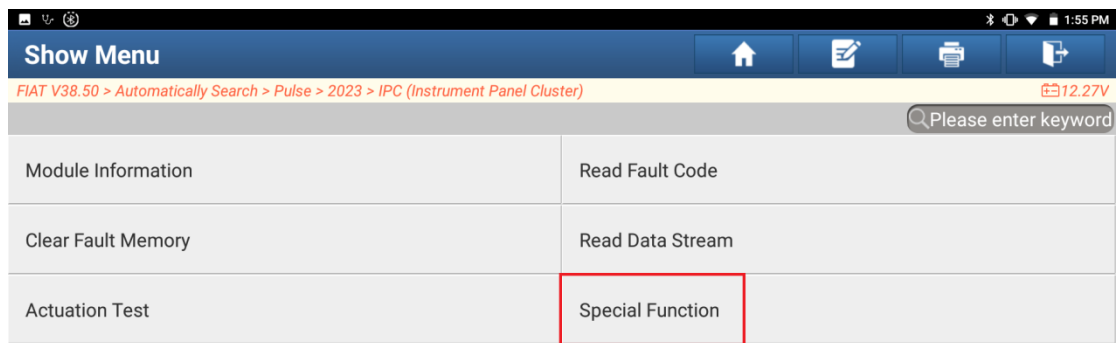 1:55 PM
Show Menu
FIAT V38.50 > Automatically Search > Pulse > 2023 > IPC (Instrument Panel Cluster)
12.27V
Please enter keyword
Module Information
Read Fault Code
Clear Fault Memory
Read Data Stream
Actuation Test
Special Function